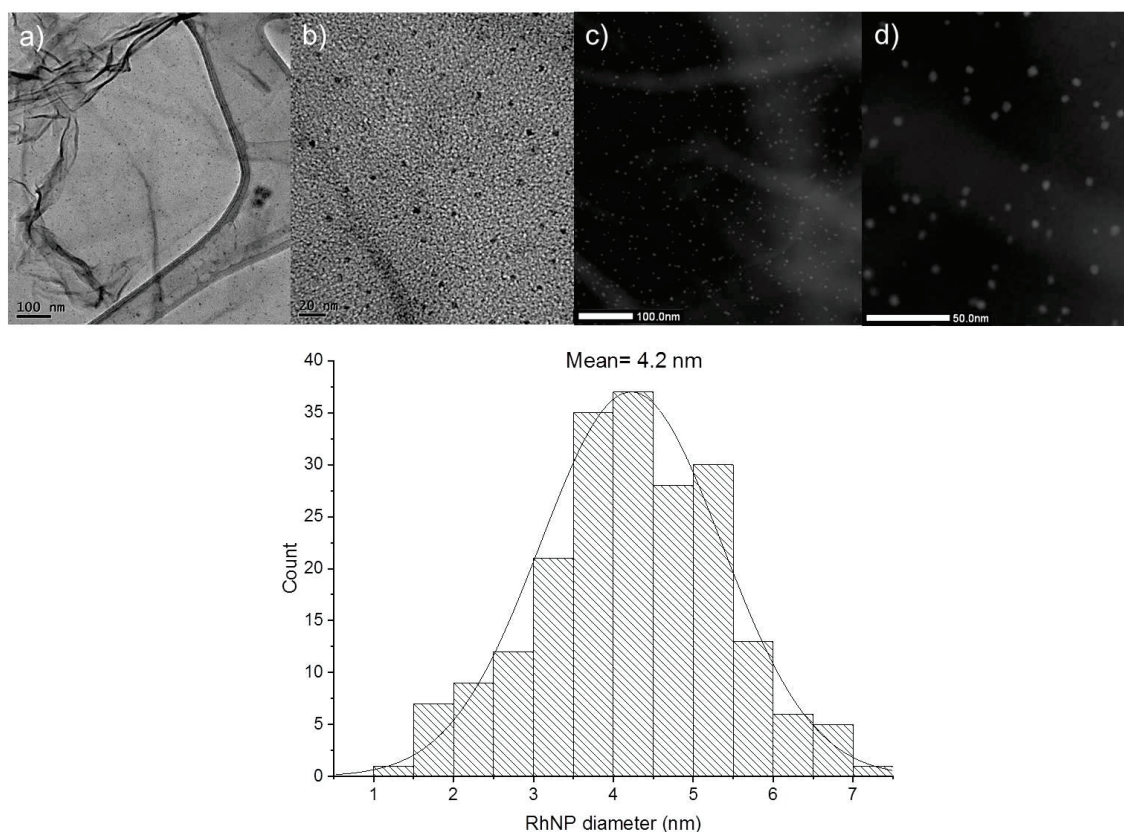 a)
b)
c)
d)
100 nm
20 nm
100.0nm
50.0nm
Mean= 4.2 nm
40
35
30
25
20
15
10
5
0
Count
1 2 3 4 5 6 7
RhNP diameter (nm)